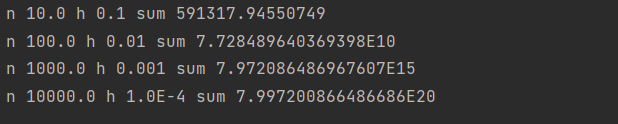 n 10.0 h 0.1 sum 591317.94550749
n 100.0 h 0.01 sum 7.728489640369398E10
n 1000.0 h 0.001 sum 7.972086486967607E15
n 10000.0 h 1.0E-4 sum 7.997200866486686E20